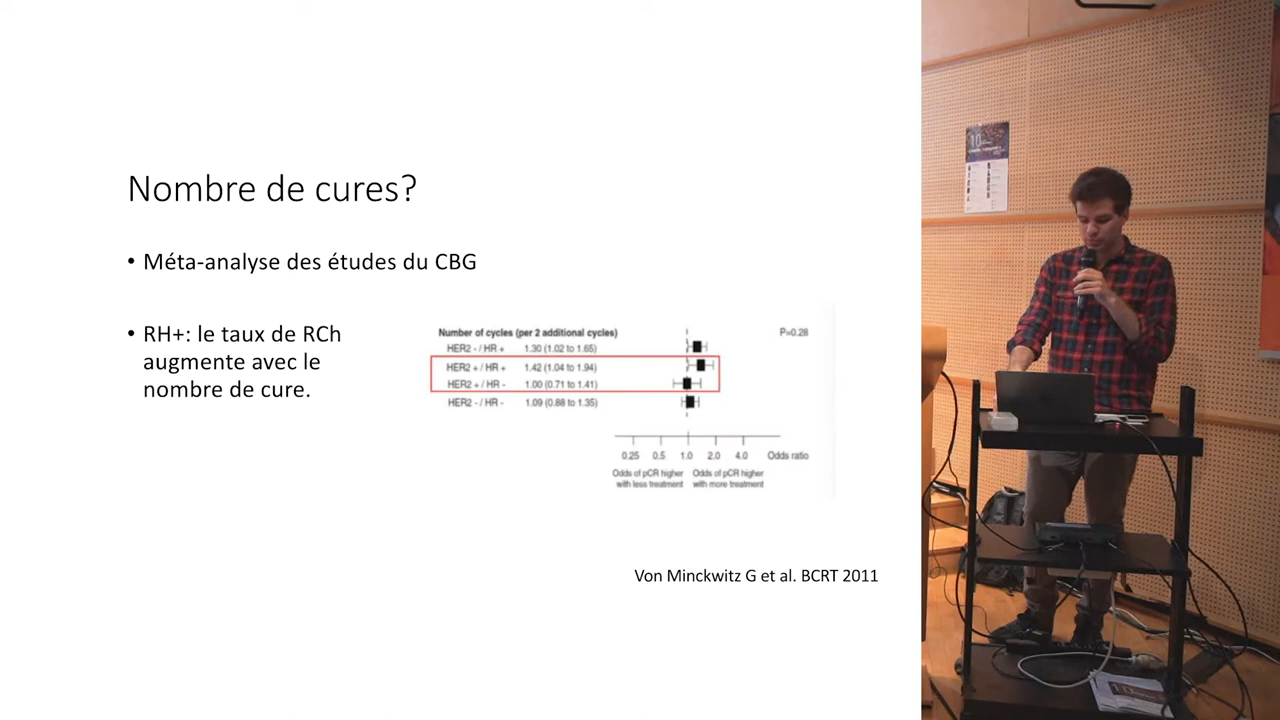 Nombre de cures?
• Méta-analyse des études du CBG
• RH+: le taux de RCh
augmente avec le
nombre de cure.
Number of cycles (per 2 additional cycles)
P=0.28
HER2 - / HR + 1.30 (1.02 to 1.65)
HER2 + / HR + 1.42 (1.04 to 1.94)
HER2 + / HR - 1.00 (0.71 to 1.41)
HER2 - / HR - 1.09 (0.88 to 1.35)
0.25 0.5 1.0 2.0 4.0 Odds ratio
Odds of pCR higher
with less treatment
Odds of pCR higher
with more treatment
Von Minckwitz G et al. BCRT 2011
10